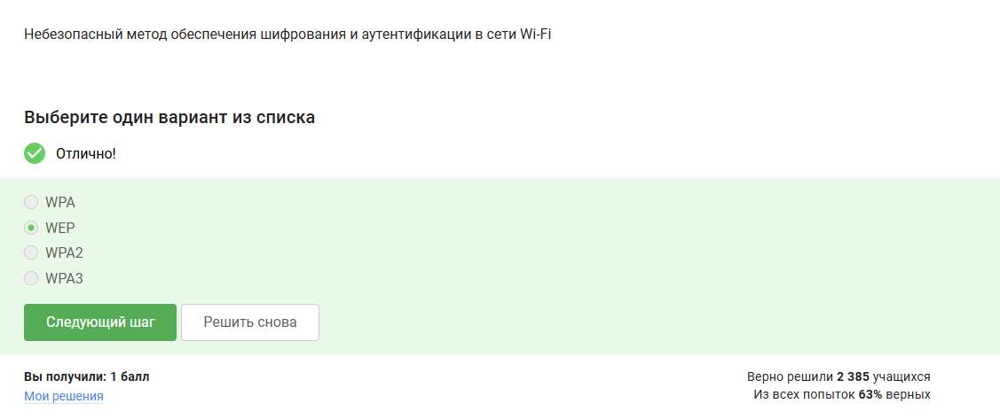 Небезопасный метод обеспечения шифрования и аутентификации в сети Wi-Fi
Выберите один вариант из списка
Отлично!
WPA
WEP
WPA2
WPA3
Следующий шаг
Решить снова
Вы получили: 1 балл
Мои решения
Верно решили 2 385 учащихся
Из всех попыток 63% верных